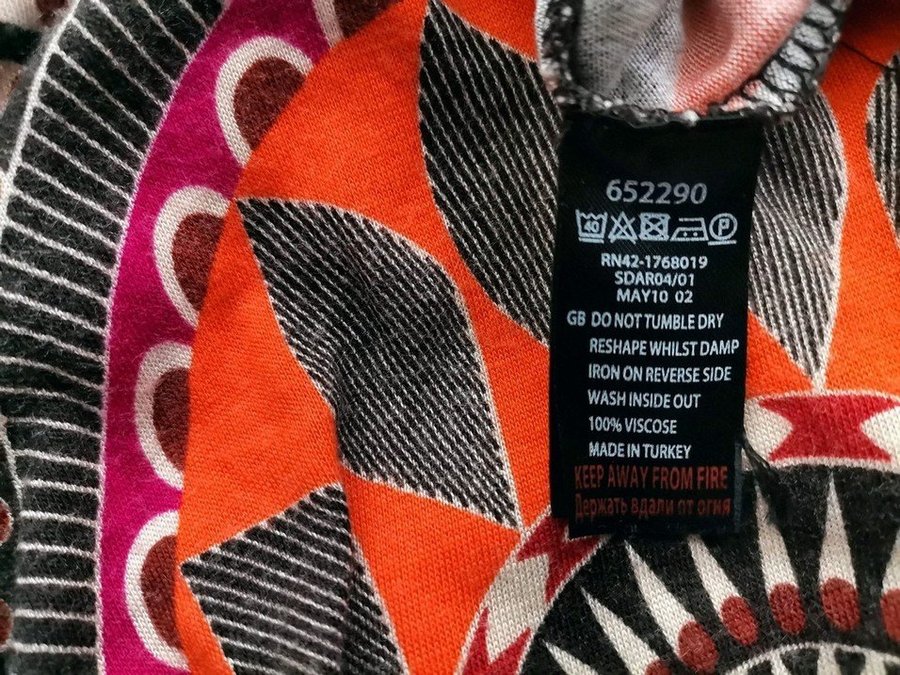 652290
40 P
RN42-1768019
SDAR04/01
MAY10 02
GB DO NOT TUMBLE DRY
RESHAPE WHILST DAMP
IRON ON REVERSE SIDE
WASH INSIDE OUT
100% VISCOSE
MADE IN TURKEY
KEEP AWAY FROM FIRE
Держать вдали от огня